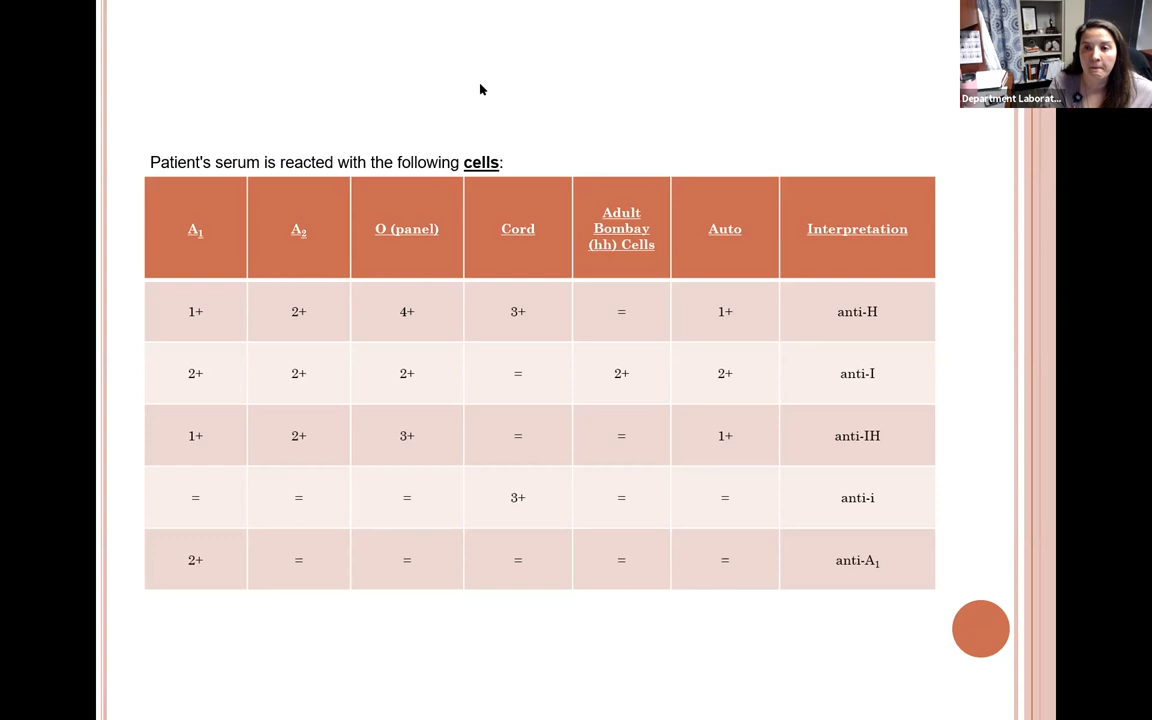 Department Laborat...
Patient's serum is reacted with the following cells:
A1 A2 O (panel) Cord Adult Bombay (hh) Cells Auto Interpretation
1+ 2+ 4+ 3+ = 1+ anti-H
2+ 2+ 2+ = 2+ 2+ anti-I
1+ 2+ 3+ = = 1+ anti-IH
= = = 3+ = = anti-i
2+ = = = = = anti-A1